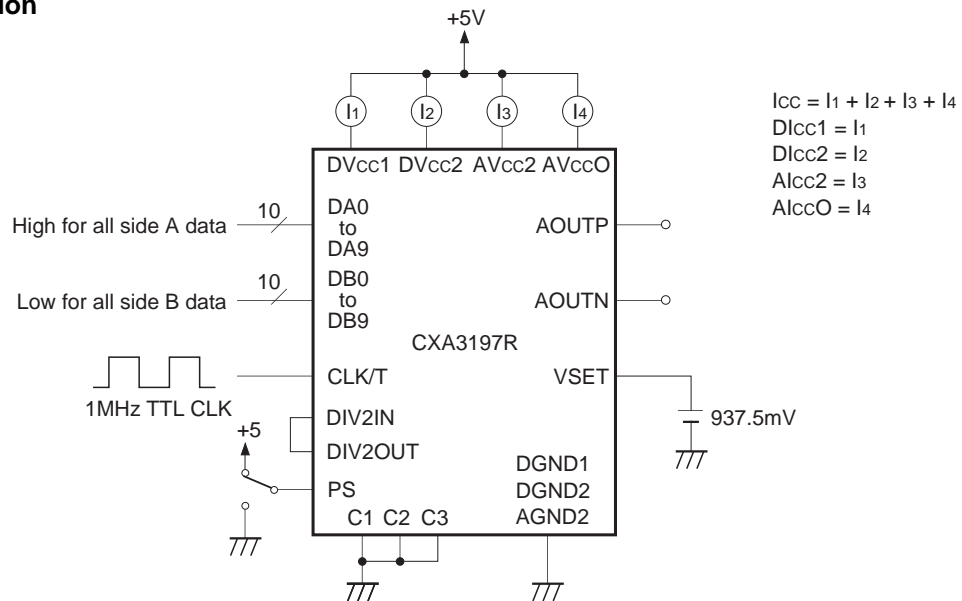 ion
+5V
I1
I2
I3
I4
ICC = I1 + I2 + I3 + I4
DICC1 = I1
DICC2 = I2
AICC2 = I3
AICCO = I4
DVCC1 DVCC2 AVCC2 AVCCO
High for all side A data
10
DA0
to
DA9
AOUTP
Low for all side B data
10
DB0
to
DB9
AOUTN
CXA3197R
1MHz TTL CLK
CLK/T
VSET
937.5mV
DIV2IN
DIV2OUT
+5
PS
DGND1
DGND2
AGND2
C1 C2 C3